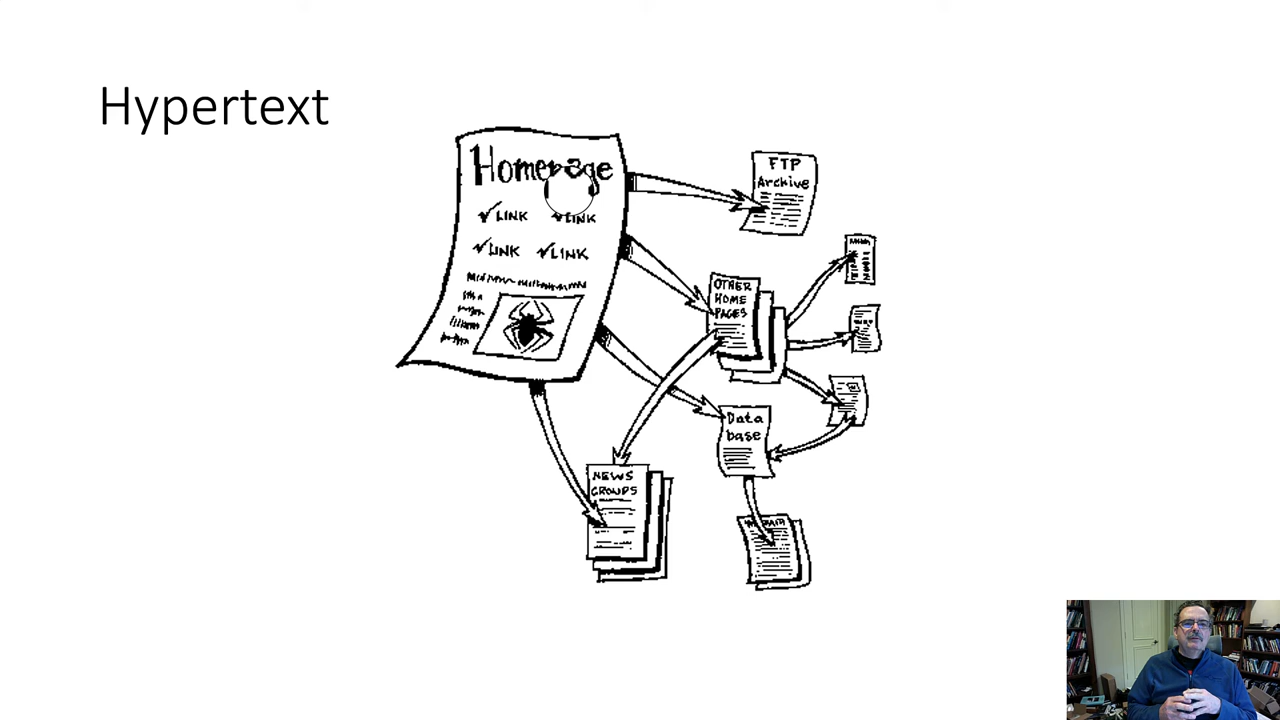 Hypertext
Homepage
LINK LINK
LINK LINK
FTP
Archive
OTHER
HOME
PAGES
Data
base
NEWS
GROUPS